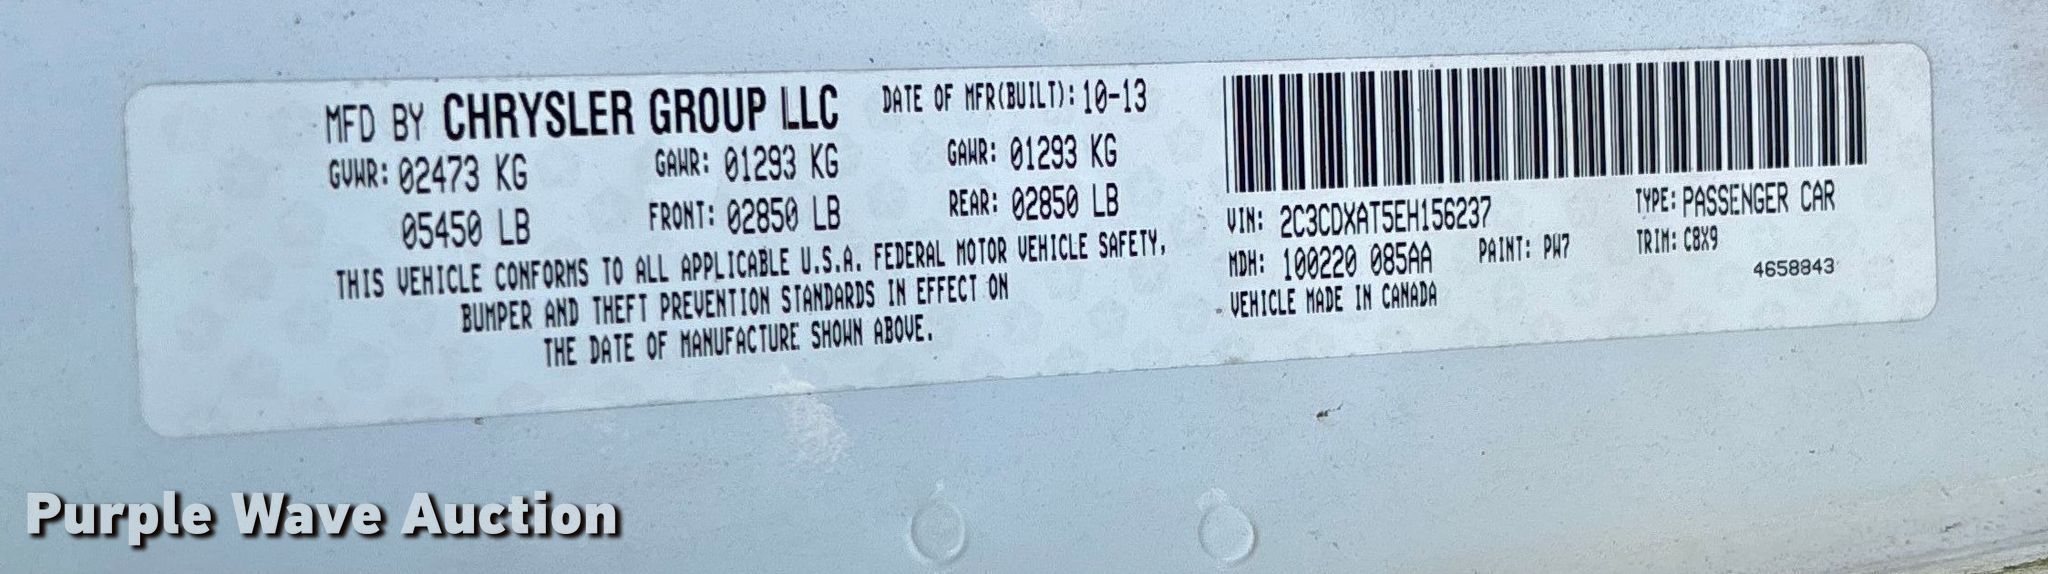 MFD BY CHRYSLER GROUP LLC DATE OF MFR(BUILT): 10-13
GVWR: 02473 KG GAWR: 01293 KG GAWR: 01293 KG
05450 LB FRONT: 02850 LB REAR: 02850 LB
THIS VEHICLE CONFORMS TO ALL APPLICABLE U.S.A. FEDERAL MOTOR VEHICLE SAFETY,
BUMPER AND THEFT PREVENTION STANDARDS IN EFFECT ON
THE DATE OF MANUFACTURE SHOWN ABOVE.
VIN: 2C3CDXAT5EH156237 TYPE: PASSENGER CAR
MDH: 100220 085AA PAINT: PW7 TRIM: C8X9
VEHICLE MADE IN CANADA 4658843
Purple Wave Auction